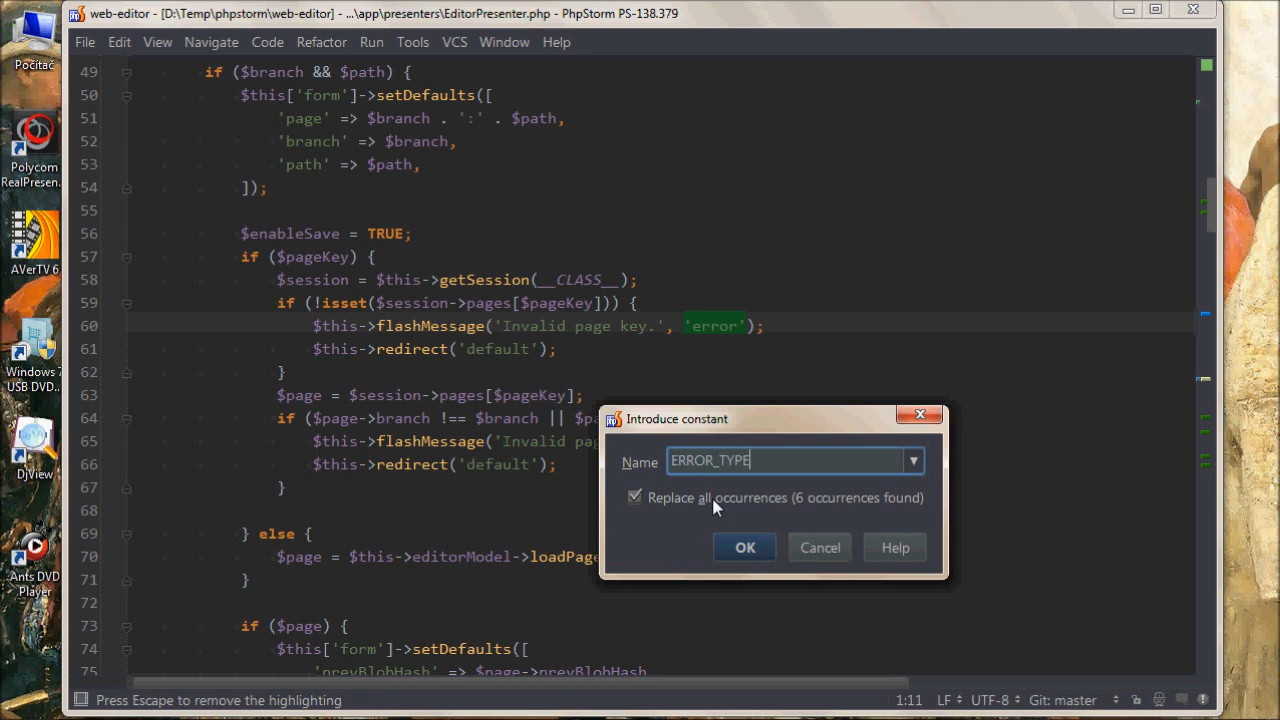 web-editor - [D:\Temp\phpstorm\web-editor] - ...\app\presenters\EditorPresenter.php - PhpStorm PS-138.379
File Edit View Navigate Code Refactor Run Tools VCS Window Help
49 if ($branch && $path) {
50 $this['form']->setDefaults([
51 'page' => $branch . ':' . $path,
52 'branch' => $branch,
53 'path' => $path,
54 ]);
55
56 $enableSave = TRUE;
57 if ($pageKey) {
58 $session = $this->getSession(__CLASS__);
59 if (!isset($session->pages[$pageKey])) {
60 $this->flashMessage('Invalid page key.', 'error');
61 $this->redirect('default');
62 }
63 $page = $session->pages[$pageKey];
64 if ($page->branch !== $branch || $pa
65 $this->flashMessage('Invalid pag
66 $this->redirect('default');
67 }
68
69 } else {
70 $page = $this->editorModel->loadPage
71 }
72
73 if ($page) {
74 $this['form']->setDefaults([
75 'prevBlobHash' => $page->prevBlobHash
Introduce constant
Name ERROR_TYPE
Replace all occurrences (6 occurrences found)
OK Cancel Help
Press Escape to remove the highlighting 1:11 LF UTF-8 Git: master
Počítač
Polycom
RealPresen...
AVerTV 6
Windows 7
USB DVD...
DjView
Ants DVD
Player